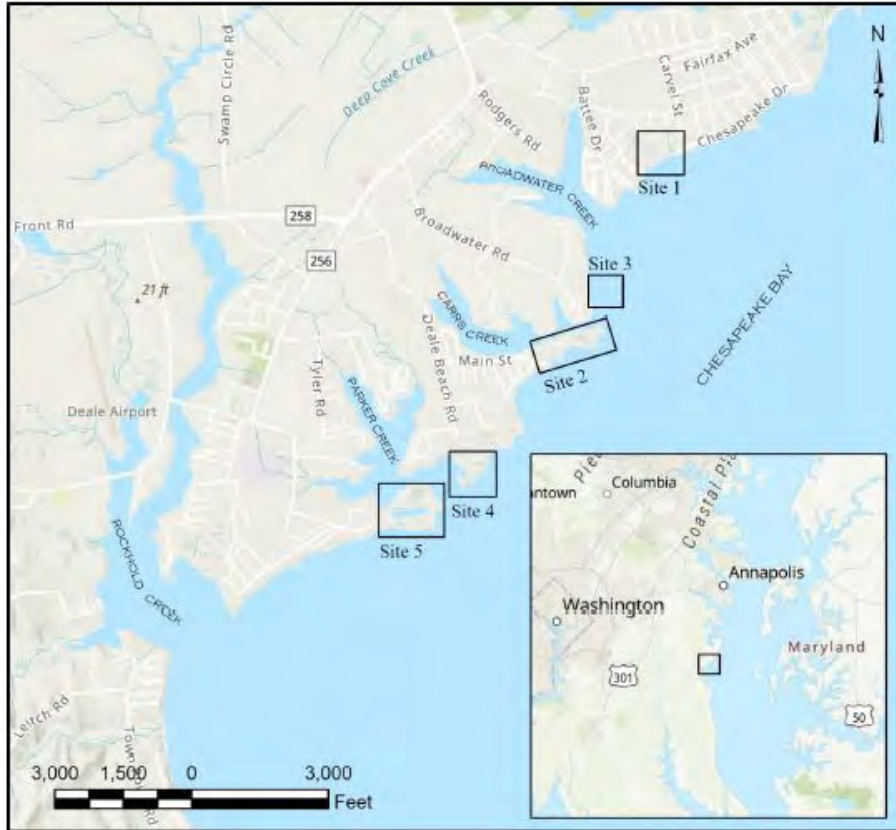 N
Fairfax Ave
Carvel St
Chesapeake Dr
Battee Dr
Swamp Circle Rd
Deep Cove Creek
Rodgers Rd
Site 1
BROADWATER CREEK
258
Front Rd
Broadwater Rd
256
Site 3
21 ft
CARRS CREEK
CHESAPEAKE BAY
Main St
Site 2
Deale Beach Rd
Tyler Rd
PARKER CREEK
Deale Airport
Site 4
Site 5
ROCKHOLD CREEK
Leitch Rd
3,000 1,500 0 3,000
Feet
Coastal Pla
Columbia
antown
Annapolis
Washington
Maryland
301
50